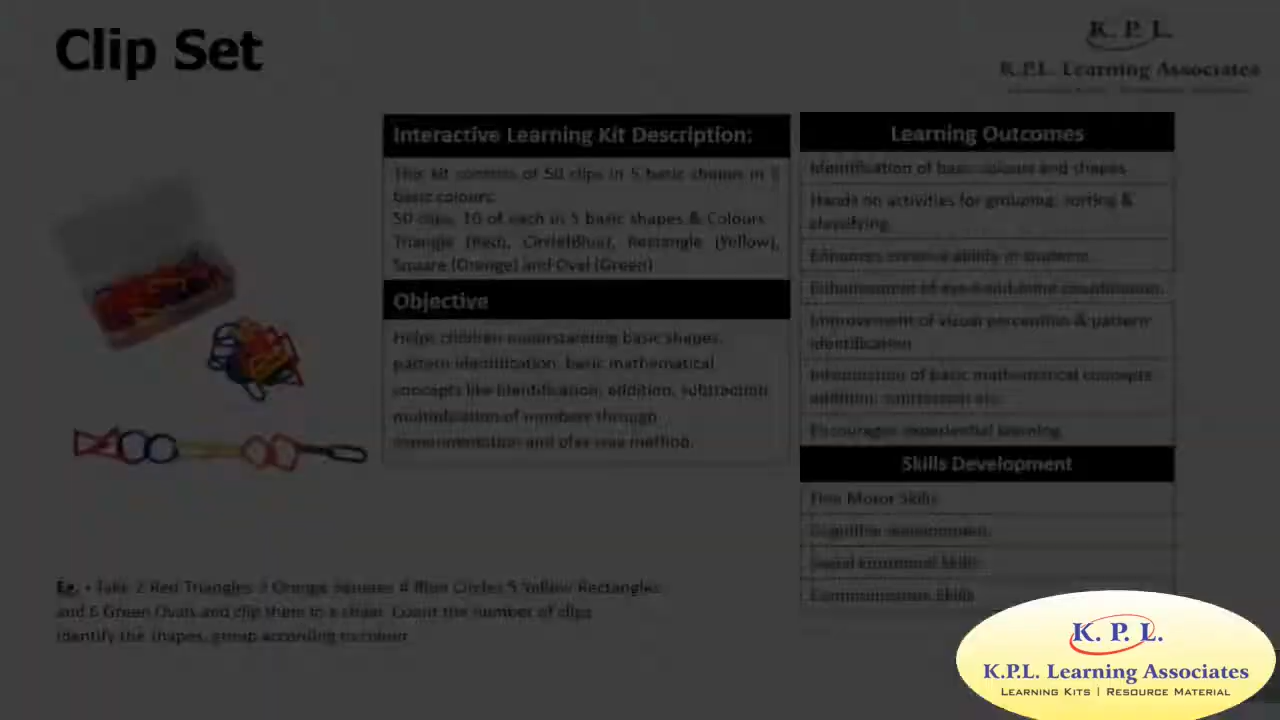 Clip Set
K. P. L.
K.P.L. Learning Associates
Interactive Learning Kit Description:
This kit consists of 50 clips in 5 basic shapes in 5
basic colours.
50 clips, 10 of each in 5 basic shapes & Colours
Triangle (Red), Circle(Blue), Rectangle (Yellow),
Square (Orange) and Oval (Green)
Objective
Helps children understanding basic shapes,
pattern identification, basic mathematical
concepts like identification, addition, subtraction
multiplication of numbers through
experimentation and play way method.
Learning Outcomes
Identification of basic colours and shapes
Hands on activities for grouping, sorting &
classifying
Enhances creative ability in students
Enhancement of eye-hand-mind coordination.
Improvement of visual perception & pattern
identification
Introduction of basic mathematical concepts
addition, subtraction etc.
Encourages experiential learning
Skills Development
Fine Motor Skills
Cognitive
Social Emotional Skills
Communication Skills
Eg. - Take 2 Red Triangles 3 Orange Squares 4 Blue Circles 5 Yellow Rectangles
and 6 Green Ovals and clip them in a chain. Count the number of clips
identify the shapes, group according to colour
K. P. L.
K.P.L. Learning Associates
Learning Kits | Resource Material